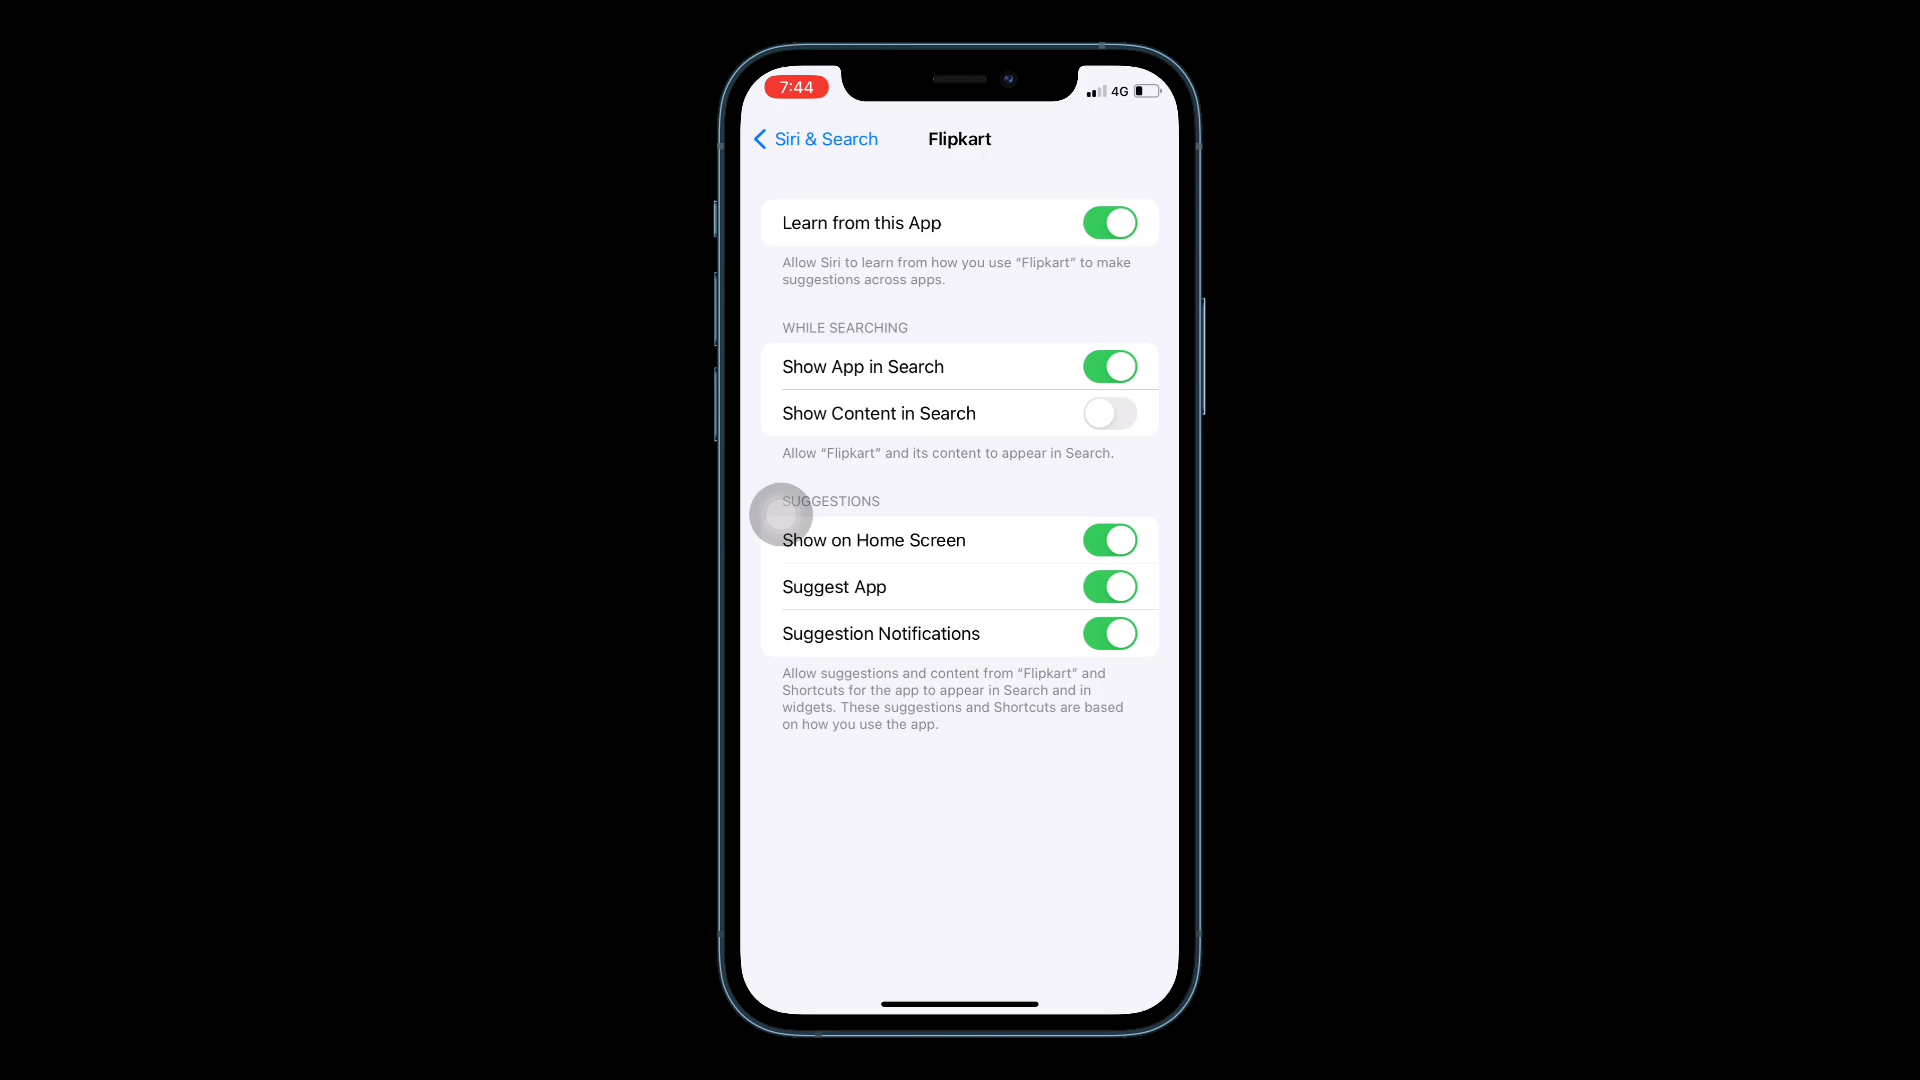 7:44
4G
Siri & Search
Flipkart
Learn from this App
Allow Siri to learn from how you use “Flipkart” to make
suggestions across apps.
WHILE SEARCHING
Show App in Search
Show Content in Search
Allow “Flipkart” and its content to appear in Search.
SUGGESTIONS
Show on Home Screen
Suggest App
Suggestion Notifications
Allow suggestions and content from “Flipkart” and
Shortcuts for the app to appear in Search and in
widgets. These suggestions and Shortcuts are based
on how you use the app.